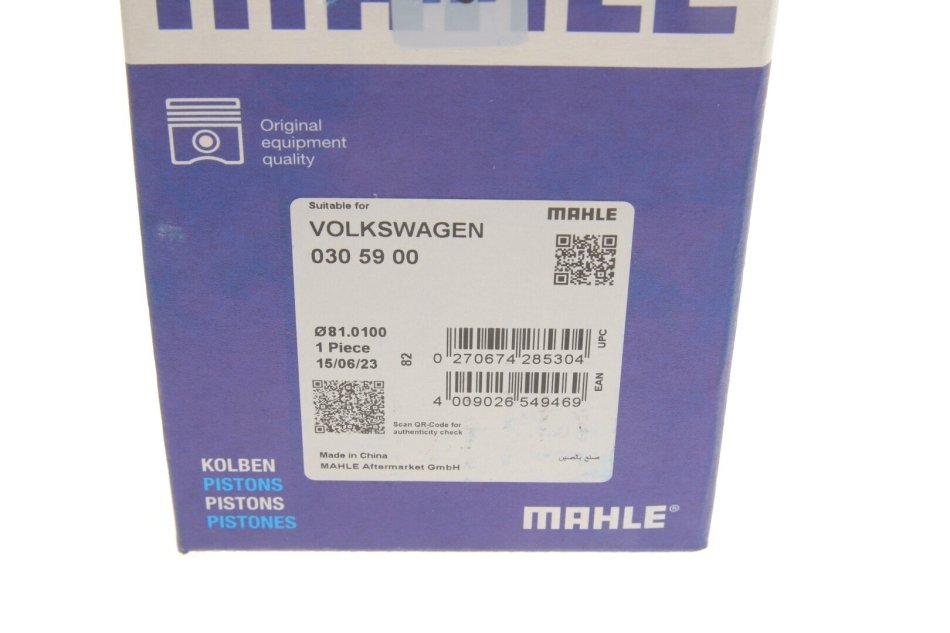 MAHLE
Original
equipment
quality
Suitable for
MAHLE
VOLKSWAGEN
030 59 00
Ø81.0100
1 Piece
15/06/23
82
0 270674 285304
UPC
4 009026 549469
EAN
Scan QR-Code for
authenticity check
Made in China
صنع بالصين
MAHLE Aftermarket GmbH
KOLBEN
PISTONS
PISTONS
PISTONES
MAHLE®